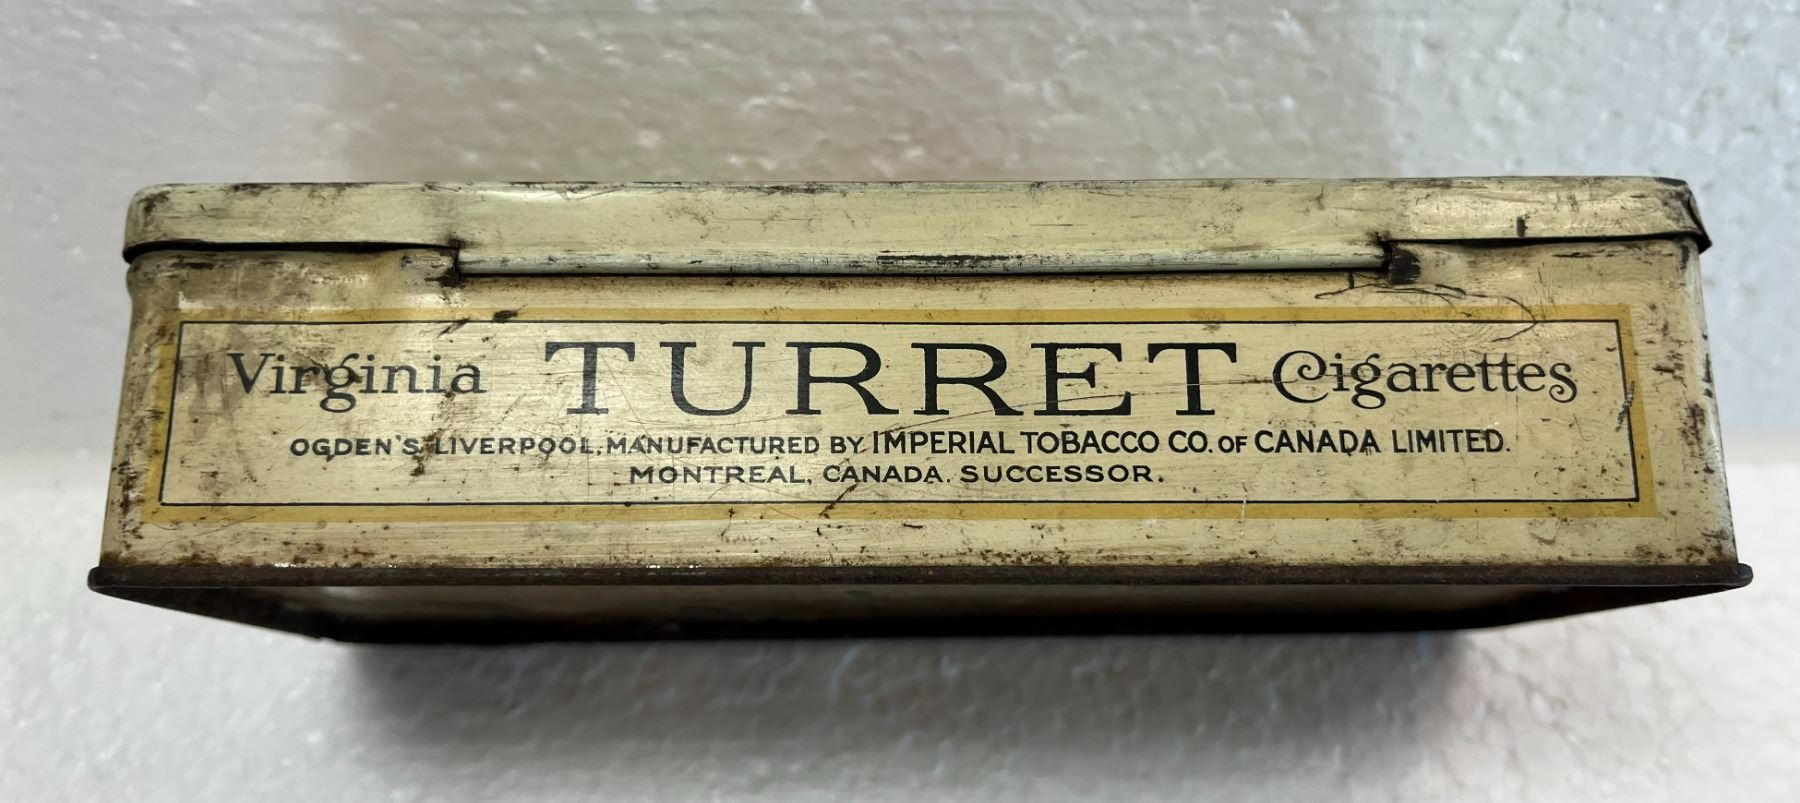 Virginia TURRET Cigarettes
OGDEN'S, LIVERPOOL, MANUFACTURED BY IMPERIAL TOBACCO CO. OF CANADA LIMITED.
MONTREAL, CANADA. SUCCESSOR.